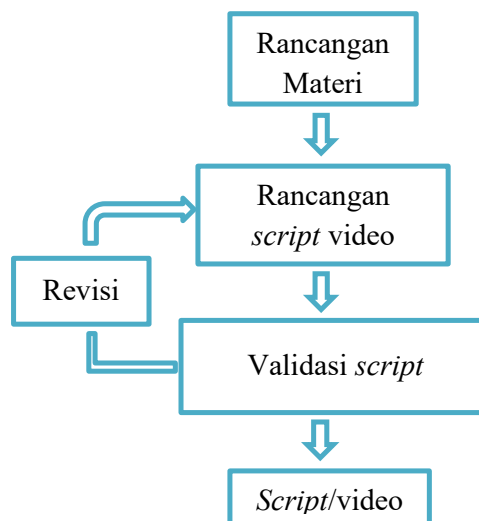 Rancangan
Materi
Rancangan
script video
Revisi
Validasi script
Script/video